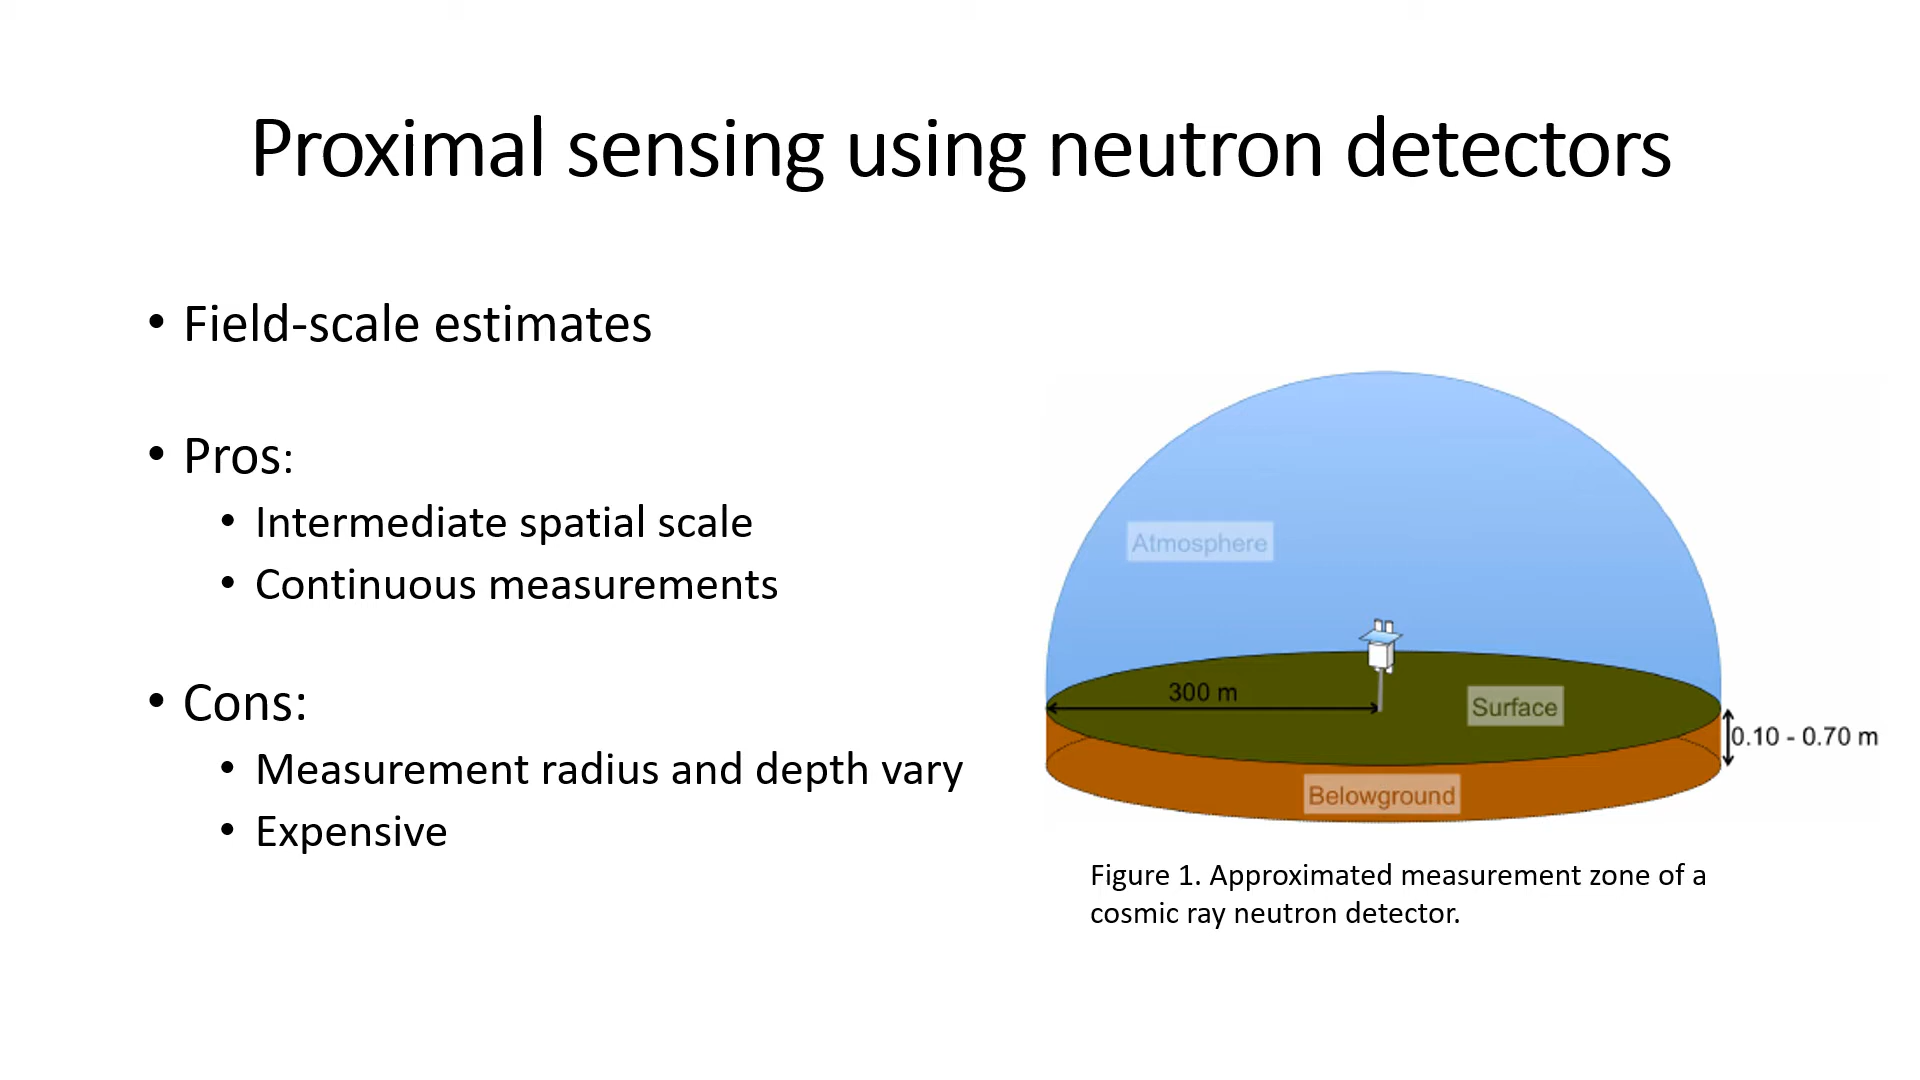 Proximal sensing using neutron detectors
• Field-scale estimates
• Pros:
• Intermediate spatial scale
• Continuous measurements
• Cons:
• Measurement radius and depth vary
• Expensive
Atmosphere
300 m
Surface
0.10 - 0.70 m
Belowground
Figure 1. Approximated measurement zone of a
cosmic ray neutron detector.